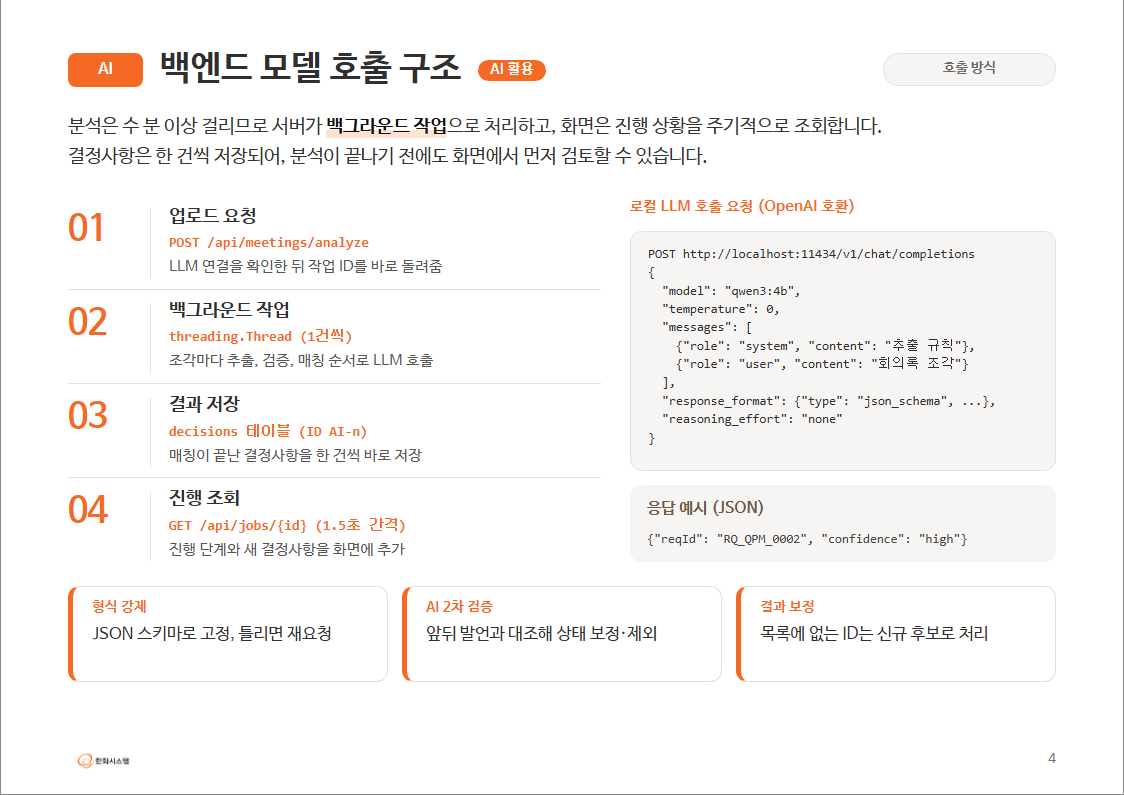 AI
백엔드 모델 호출 구조
AI 활용
호출 방식
분석은 수 분 이상 걸리므로 서버가 백그라운드 작업으로 처리하고, 화면은 진행 상황을 주기적으로 조회합니다.
결정사항은 한 건씩 저장되어, 분석이 끝나기 전에도 화면에서 먼저 검토할 수 있습니다.
01
업로드 요청
POST /api/meetings/analyze
LLM 연결을 확인한 뒤 작업 ID를 바로 돌려줌
02
백그라운드 작업
threading.Thread (1건씩)
조각마다 추출, 검증, 매칭 순서로 LLM 호출
03
결과 저장
decisions 테이블 (ID AI-n)
매칭이 끝난 결정사항을 한 건씩 바로 저장
04
진행 조회
GET /api/jobs/{id} (1.5초 간격)
진행 단계와 새 결정사항을 화면에 추가
로컬 LLM 호출 요청 (OpenAI 호환)
POST http://localhost:11434/v1/chat/completions
{
"model": "qwen3:4b",
"temperature": 0,
"messages": [
{"role": "system", "content": "추출 규칙"},
{"role": "user", "content": "회의록 조각"}
],
"response_format": {"type": "json_schema", ...},
"reasoning_effort": "none"
}
응답 예시 (JSON)
{"reqId": "RQ_QPM_0002", "confidence": "high"}
형식 강제
JSON 스키마로 고정, 틀리면 재요청
AI 2차 검증
앞뒤 발언과 대조해 상태 보정·제외
결과 보정
목록에 없는 ID는 신규 후보로 처리
한화시스템
4